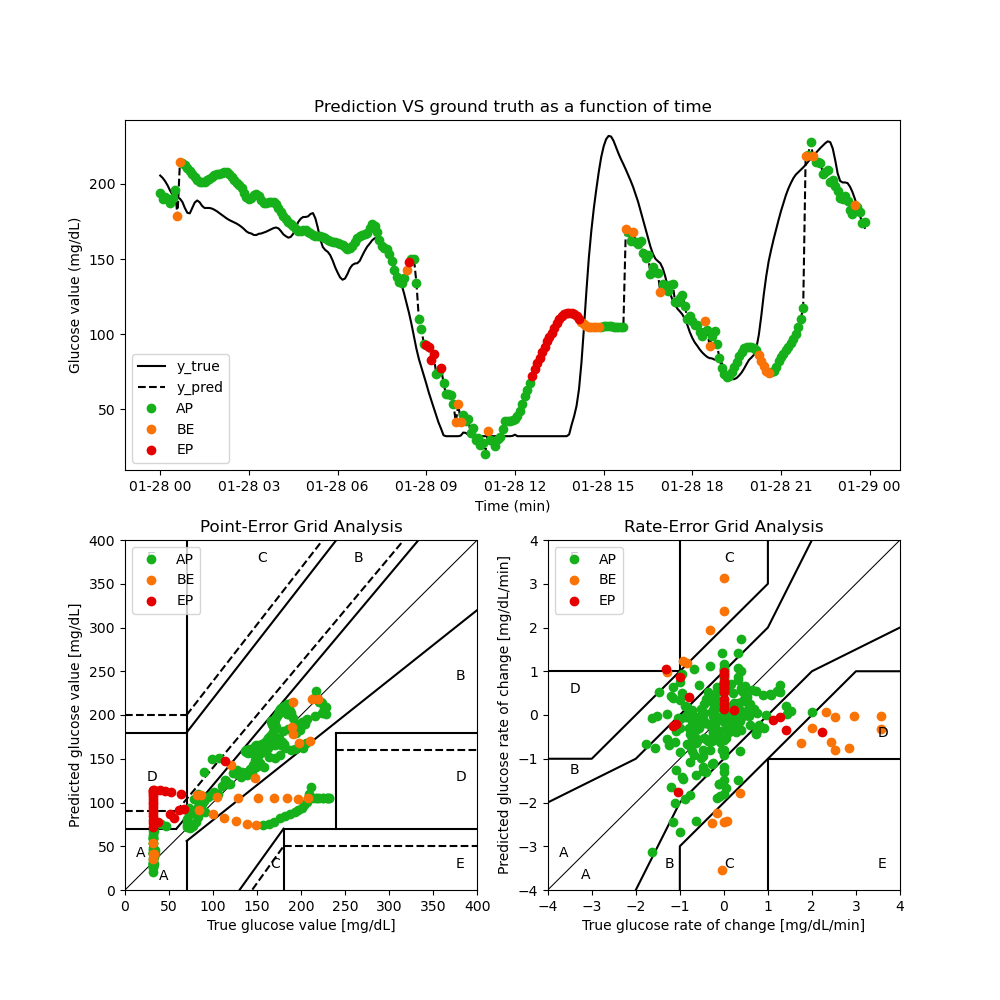 Prediction VS ground truth as a function of time
Glucose value (mg/dL)
200
150
100
50
y_true
y_pred
AP
BE
EP
01-28 00 01-28 03 01-28 06 01-28 09 01-28 12 01-28 15 01-28 18 01-28 21 01-29 00
Time (min)
Point-Error Grid Analysis
Predicted glucose value [mg/dL]
400
350
300
250
200
150
100
50
0
AP
BE
EP
C
B
B
D
D
A
A
C
E
0 50 100 150 200 250 300 350 400
True glucose value [mg/dL]
Rate-Error Grid Analysis
Predicted glucose rate of change [mg/dL/min]
4
3
2
1
0
−1
−2
−3
−4
AP
BE
EP
C
D
D
B
A
A
B
C
E
−4 −3 −2 −1 0 1 2 3 4
True glucose rate of change [mg/dL/min]